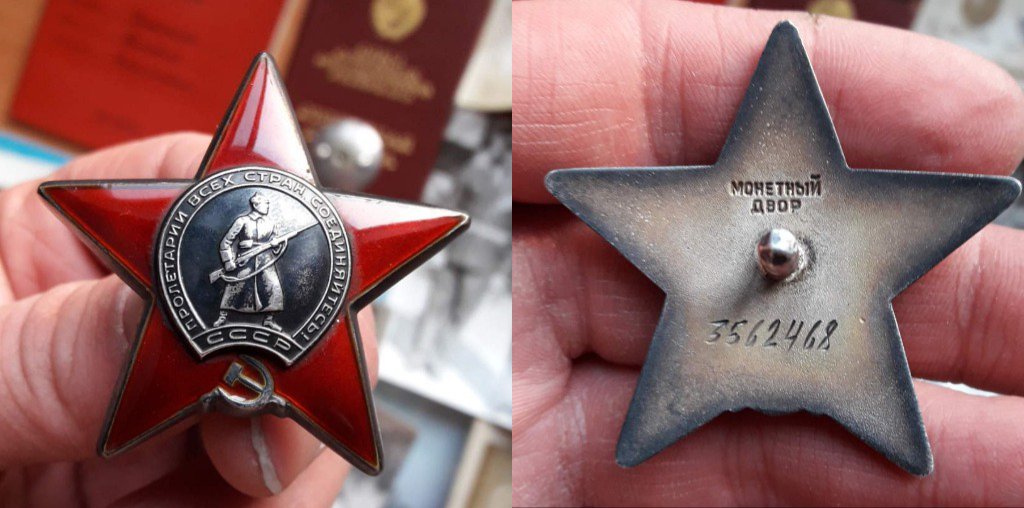 ПРОЛЕТАРИИ ВСЕХ СТРАН СОЕДИНЯЙТЕСЬ!
СССР
МОНЕТНЫЙ
ДВОР
3562468